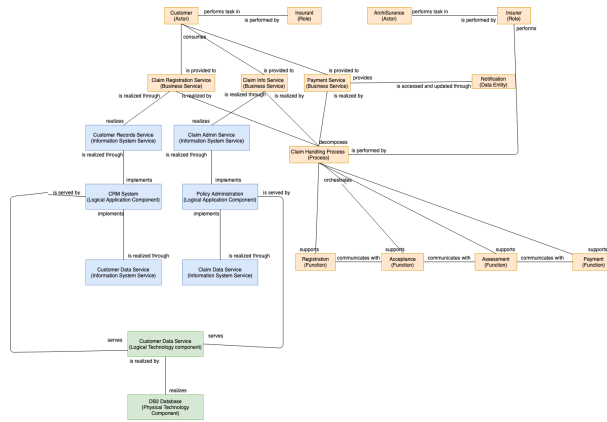 Customer
(Actor)
performs task in
is performed by
Insurant
(Role)
ArchiSurance
(Actor)
performs task in
is performed by
Insurer
(Role)
performs
consumes
is provided to
is provided to
is provided to
Claim Registration Service
(Business Service)
Claim Info Service
(Business Service)
Payment Service
(Business Service)
provides
is accessed and updated through
Notification
(Data Entity)
is realized through
is realized by
is realized through
is realized by
is realized by
realizes
realizes
Customer Records Service
(Information System Service)
Claim Admin Service
(Information System Service)
decomposes
Claim Handling Process
(Process)
is performed by
is realized through
is realized through
orchestrates
implements
implements
is served by
CRM System
(Logical Application Component)
Policy Administration
(Logical Application Component)
is served by
implements
implements
is realized through
is realized through
supports
supports
supports
supports
Customer Data Service
(Information System Service)
Claim Data Service
(Information System Service)
Registration
(Function)
communicates with
Acceptance
(Function)
communicates with
Assessment
(Function)
communicates with
Payment
(Function)
serves
Customer Data Service
(Logical Technology component)
serves
is realized by
realizes
DB2 Database
(Physical Technology
Component)